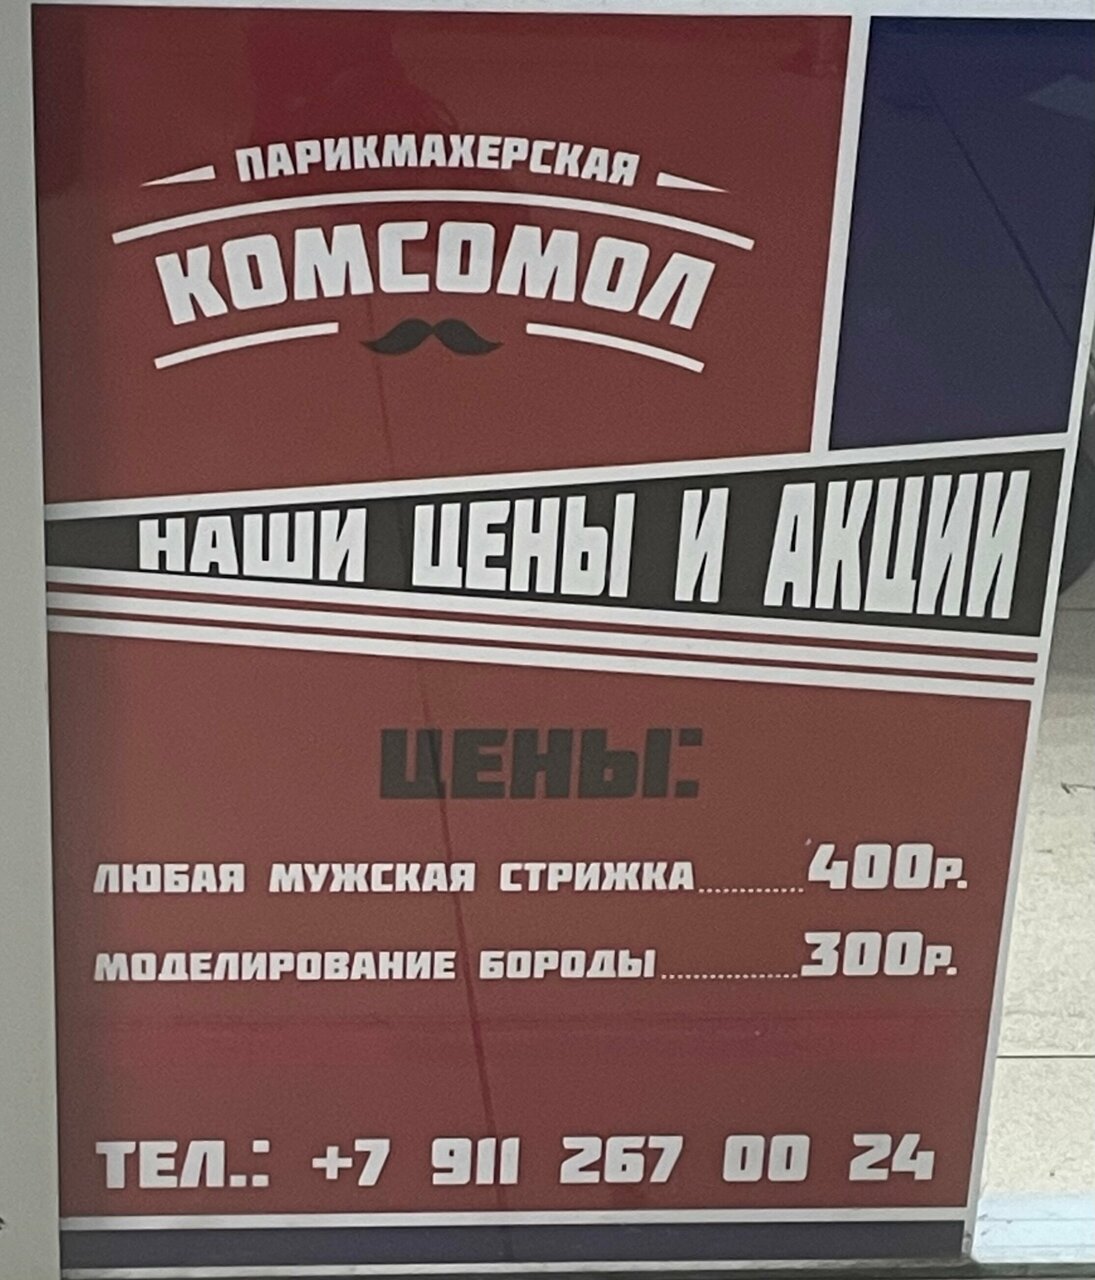 ПАРИКМАХЕРСКАЯ
КОМСОМОЛ
НАШИ ЦЕНЫ И АКЦИИ
ЦЕНЫ:
ЛЮБАЯ МУЖСКАЯ СТРИЖКА............400р.
МОДЕЛИРОВАНИЕ БОРОДЫ...............300р.
ТЕЛ.: +7 911 267 00 24